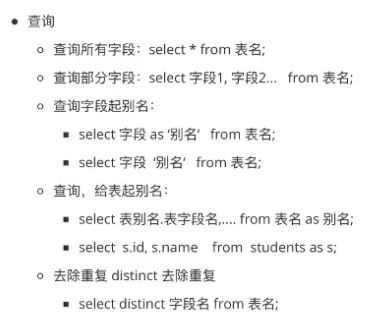 查询
查询所有字段：select * from 表名;
查询部分字段：select 字段1, 字段2... from 表名;
查询字段起别名：
select 字段 as ‘别名‘ from 表名;
select 字段 ‘别名‘ from 表名;
查询，给表起别名：
select 表别名.表字段名,.... from 表名 as 别名;
select s.id, s.name from students as s;
去除重复 distinct 去除重复
select distinct 字段名 from 表名;